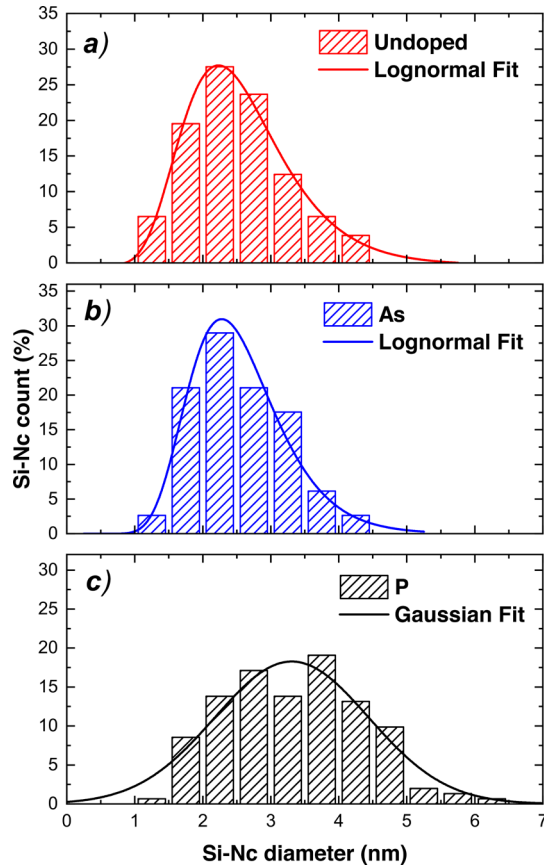 a)
Undoped
Lognormal Fit
35
30
25
20
15
10
5
0
b)
As
Lognormal Fit
35
30
25
20
15
10
5
0
Si-Nc count (%)
c)
P
Gaussian Fit
30
25
20
15
10
5
0
0 1 2 3 4 5 6 7
Si-Nc diameter (nm)